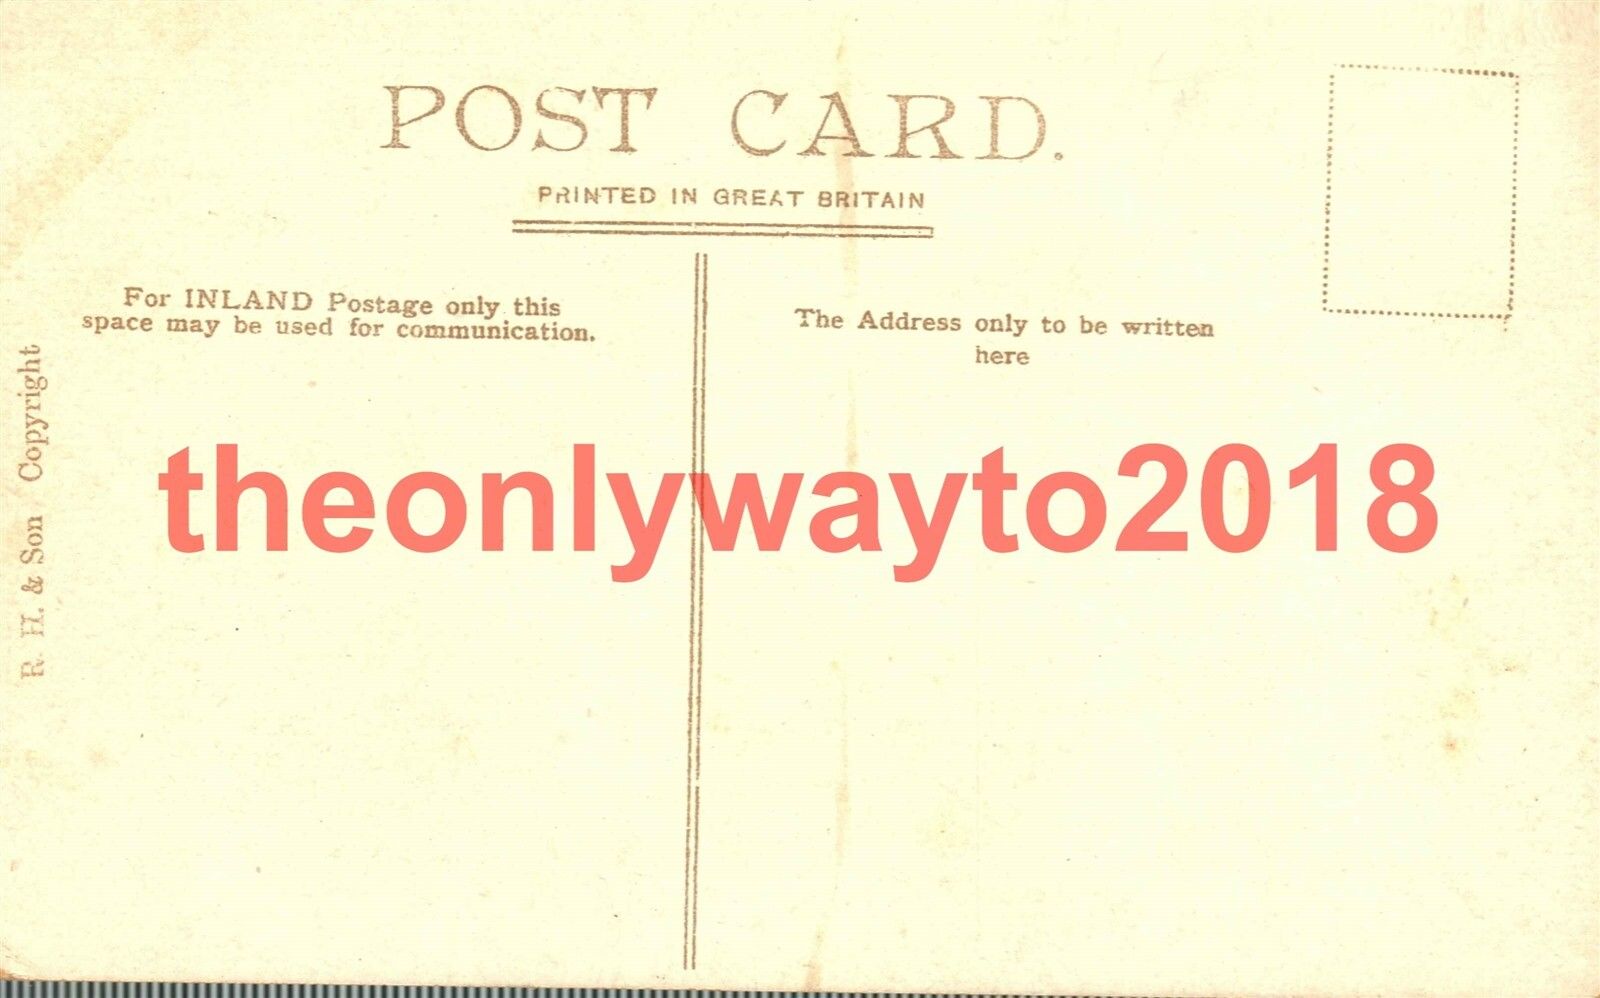 POST CARD.
PRINTED IN GREAT BRITAIN
For INLAND Postage only this
space may be used for communication.
The Address only to be written
here
R. H. & Son Copyright
theonlywayto2018